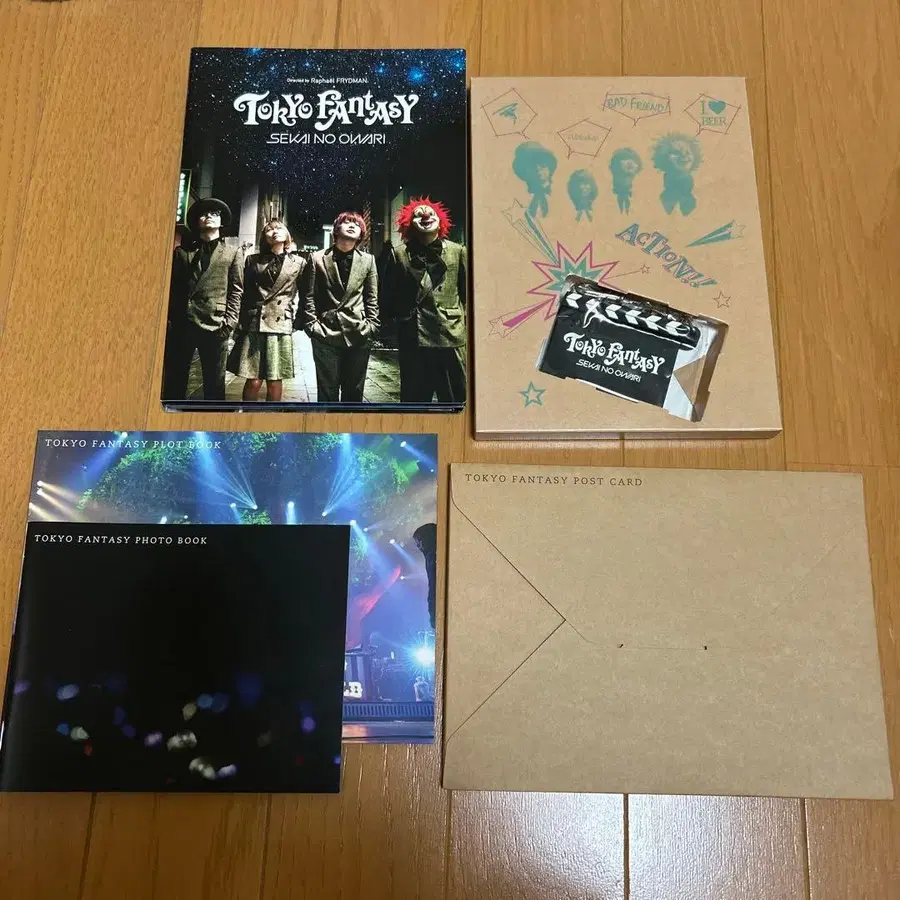 Directed by Raphaël FRYDMAN
TOKYO FANTASY
SEKAI NO OWARI
BAD FRIEND
I ♥ BEER
ACTION!!
TOKYO FANTASY
SEKAI NO OWARI
TOKYO FANTASY PLOT BOOK
TOKYO FANTASY PHOTO BOOK
TOKYO FANTASY POST CARD